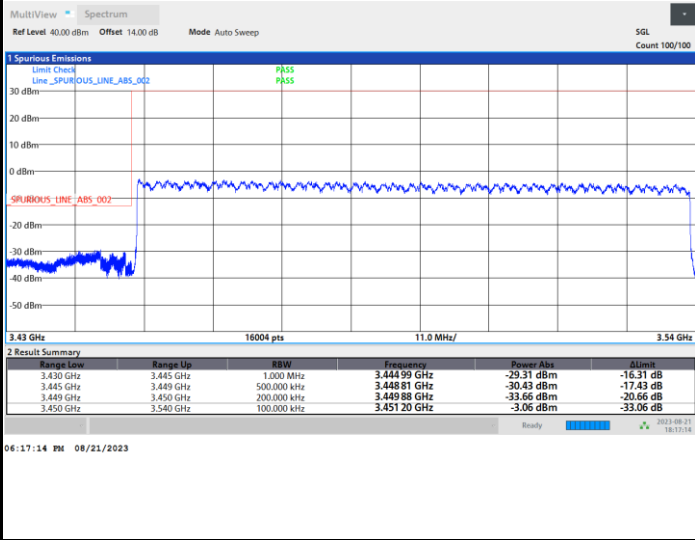 MultiView Spectrum
Ref Level 40.00 dBm Offset 14.00 dB Mode Auto Sweep SGL
Count 100/100
1 Spurious Emissions
Limit Check PASS
Line _SPURIOUS_LINE_ABS_002 PASS
30 dBm
20 dBm
10 dBm
0 dBm
_SPURIOUS_LINE_ABS_002
-20 dBm
-30 dBm
-40 dBm
-50 dBm
3.43 GHz 16004 pts 11.0 MHz/ 3.54 GHz
2 Result Summary
Range Low Range Up RBW Frequency Power Abs ΔLimit
3.430 GHz 3.445 GHz 1.000 MHz 3.444 99 GHz -29.31 dBm -16.31 dB
3.445 GHz 3.449 GHz 500.000 kHz 3.448 81 GHz -30.43 dBm -17.43 dB
3.449 GHz 3.450 GHz 200.000 kHz 3.449 88 GHz -33.66 dBm -20.66 dB
3.450 GHz 3.540 GHz 100.000 kHz 3.451 20 GHz -3.06 dBm -33.06 dB
Ready 2023-08-21
18:17:14
06:17:14 PM 08/21/2023